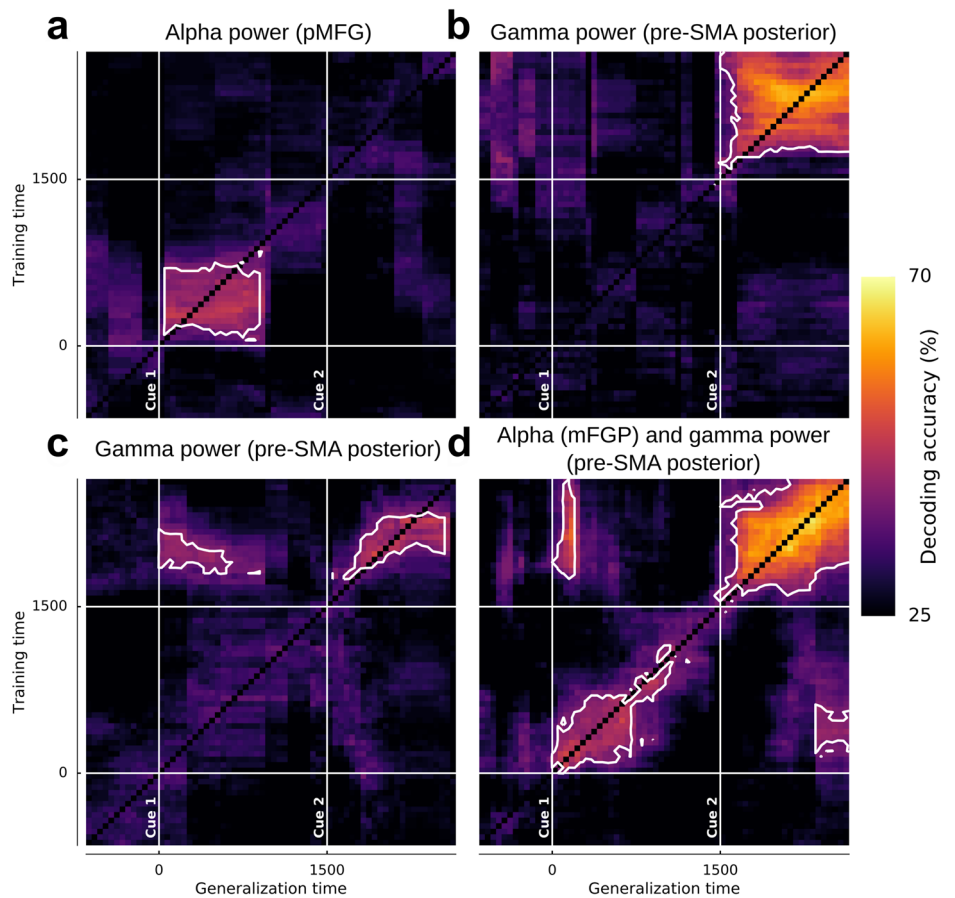 a
Alpha power (pMFG)
b
Gamma power (pre-SMA posterior)
Training time
1500
0
Cue 1
Cue 2
Cue 1
Cue 2
c
Gamma power (pre-SMA posterior)
d
Alpha (mFGP) and gamma power
(pre-SMA posterior)
Training time
1500
0
Cue 1
Cue 2
Cue 1
Cue 2
0
1500
0
1500
Generalization time
Generalization time
70
Decoding accuracy (%)
25